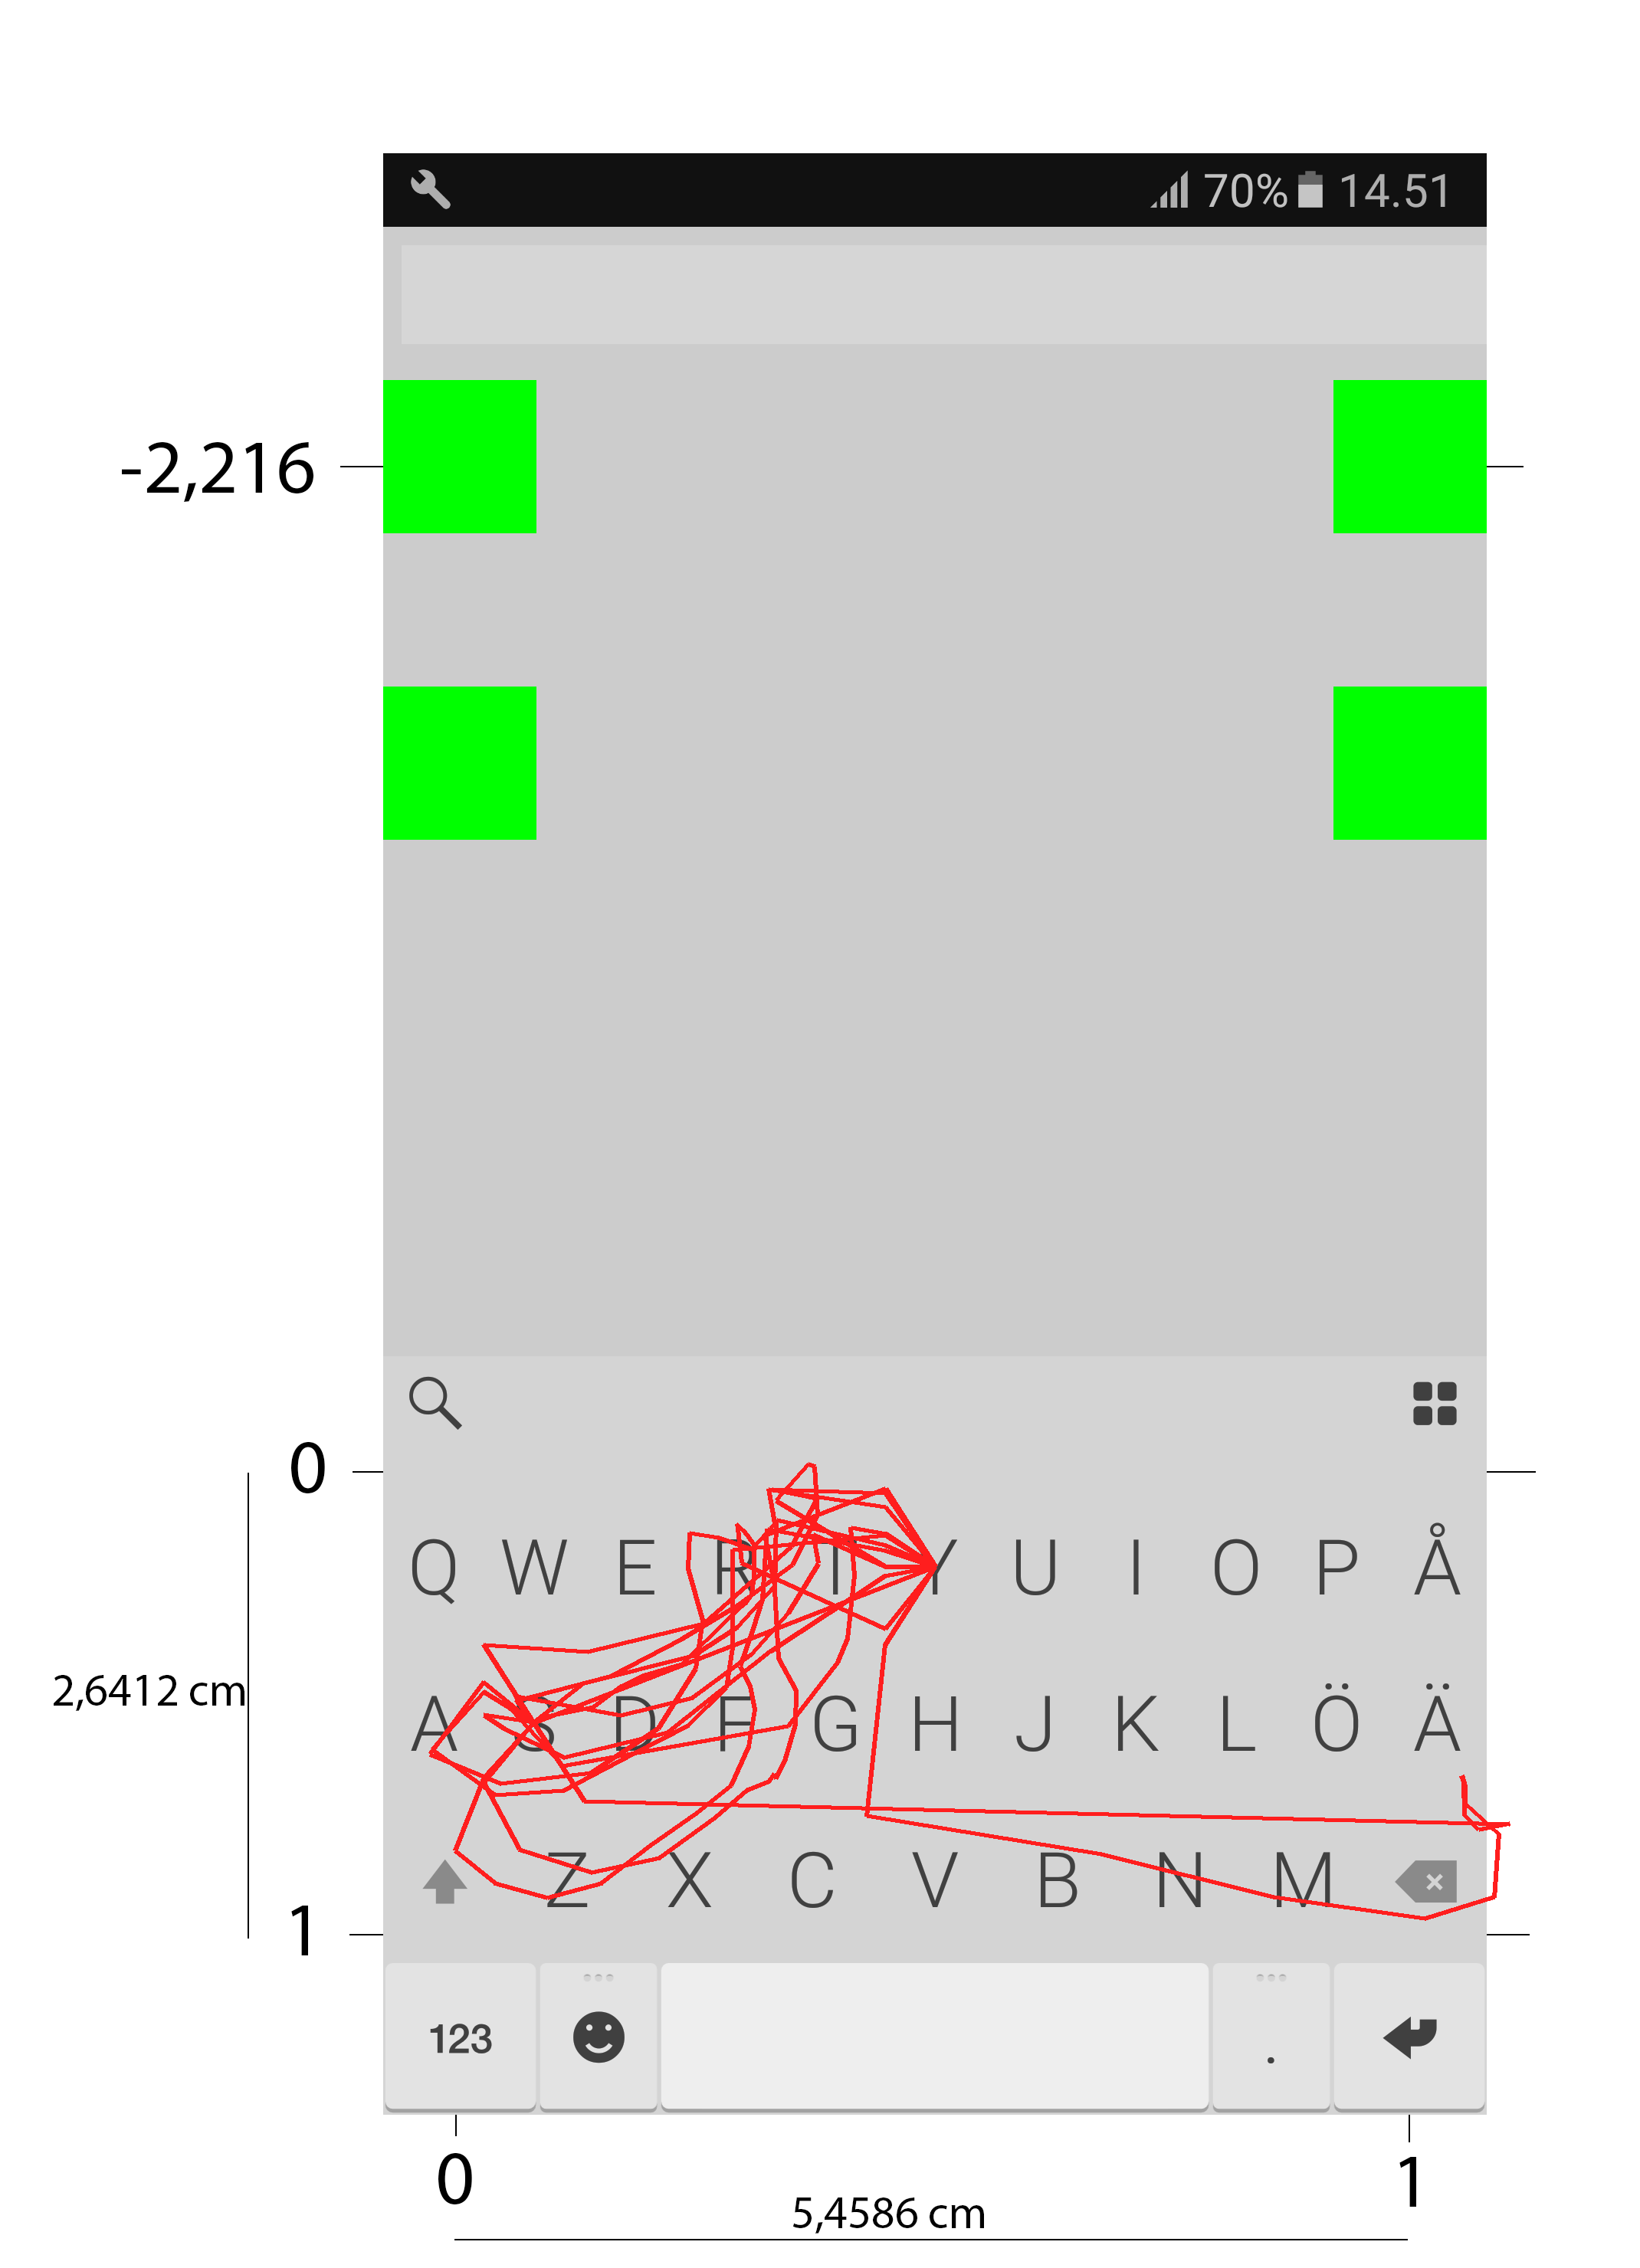 70% 14.51
-2,216
0
Q W E R T Y U I O P Å
2,6412 cm
A S D F G H J K L Ö Ä
Z X C V B N M
1
123 .
0 1
5,4586 cm